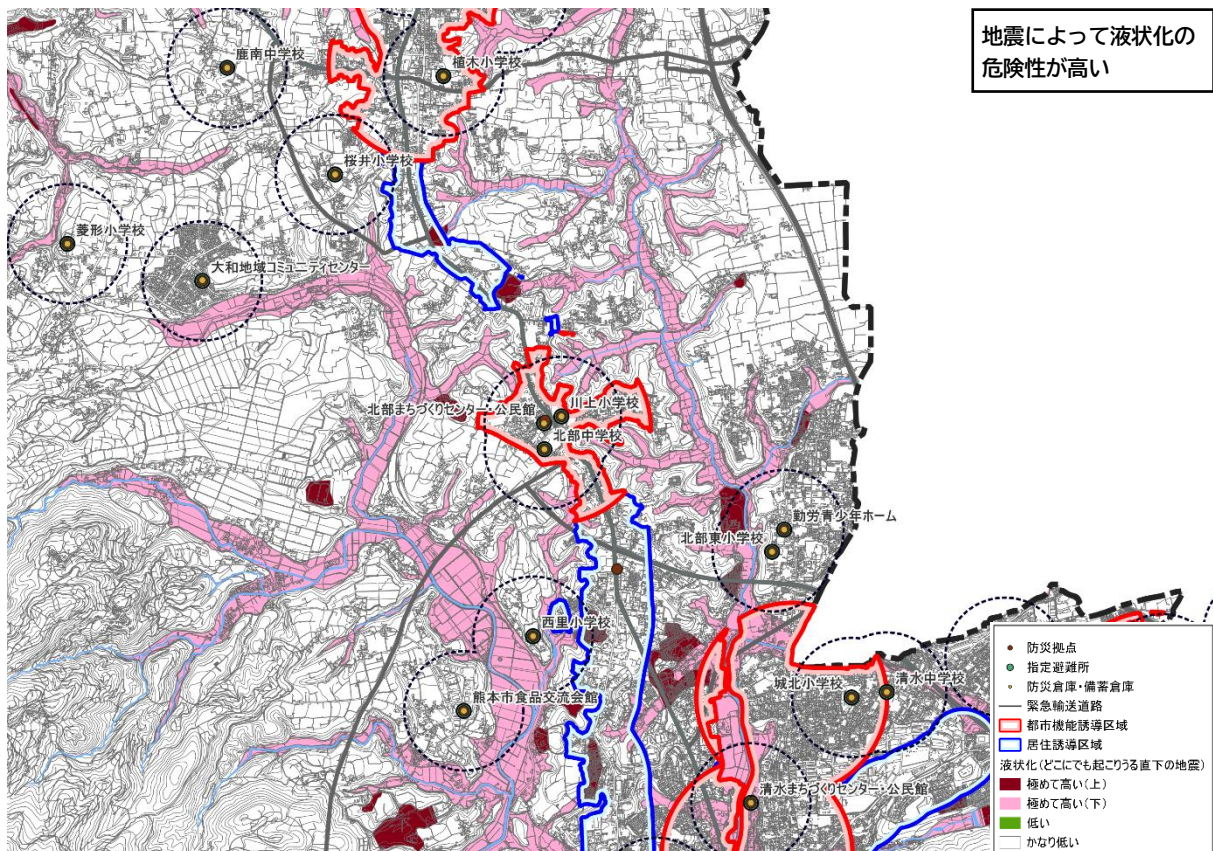 地震によって液状化の
危険性が高い
鹿南中学校
植木小学校
桜井小学校
菱形小学校
大和地域コミュニティセンター
川上小学校
北部まちづくりセンター・公民館
北部中学校
勤労青少年ホーム
北部東小学校
西里小学校
熊本市食品交流会館
城北小学校
清水中学校
清水まちづくりセンター・公民館
防災拠点
指定避難所
防災倉庫・備蓄倉庫
緊急輸送道路
都市機能誘導区域
居住誘導区域
液状化(どこにでも起こりうる直下の地震)
極めて高い(上)
極めて高い(下)
低い
かなり低い